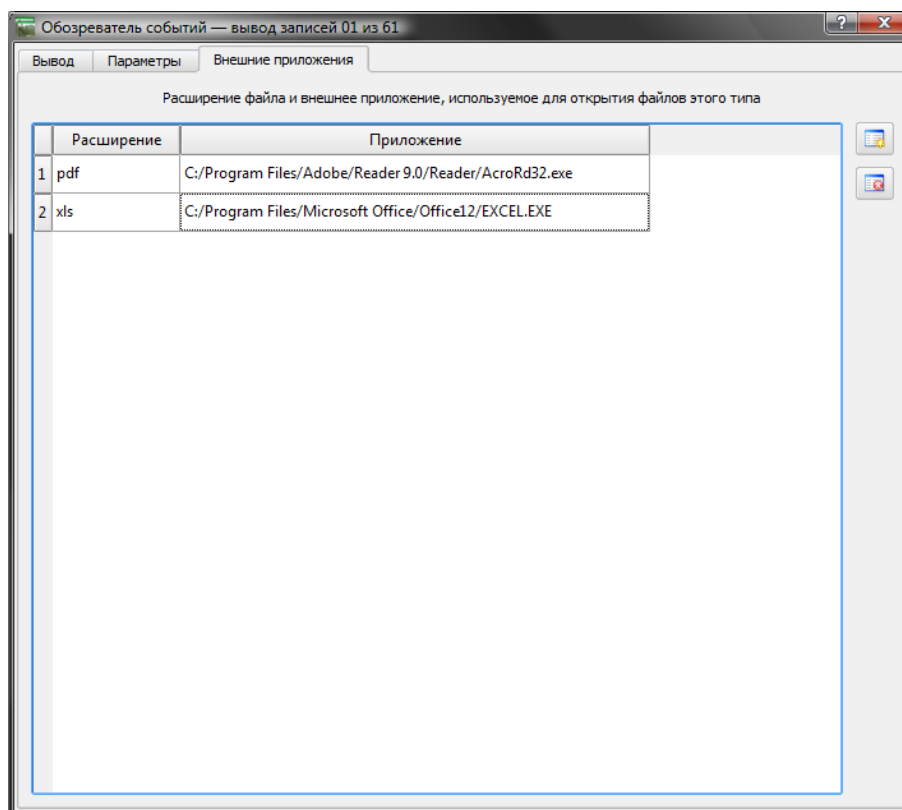 Обозреватель событий — вывод записей 01 из 61
?
Вывод Параметры Внешние приложения
Расширение файла и внешнее приложение, используемое для открытия файлов этого типа
Расширение Приложение
1 pdf C:/Program Files/Adobe/Reader 9.0/Reader/AcroRd32.exe
2 xls C:/Program Files/Microsoft Office/Office12/EXCEL.EXE